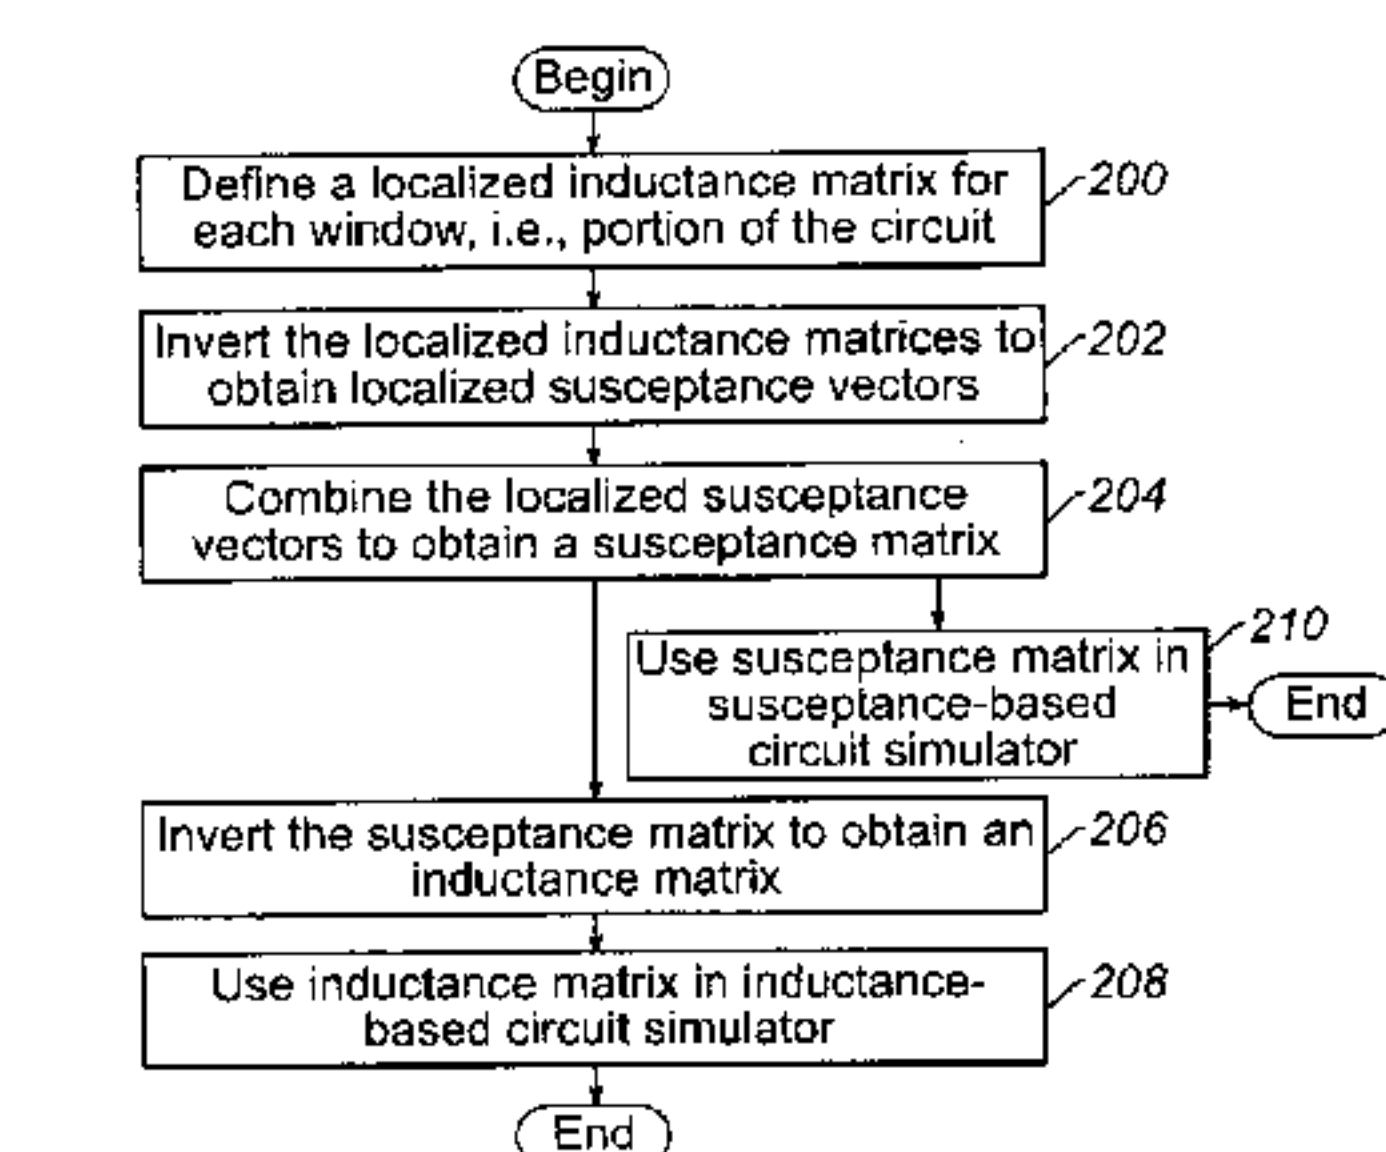 Begin
Define a localized inductance matrix for
each window, i.e., portion of the circuit
200
Invert the localized inductance matrices to
obtain localized susceptance vectors
202
Combine the localized susceptance
vectors to obtain a susceptance matrix
204
Use susceptance matrix in
susceptance-based
circuit simulator
210
End
Invert the susceptance matrix to obtain an
inductance matrix
206
Use inductance matrix in inductance-
based circuit simulator
208
End